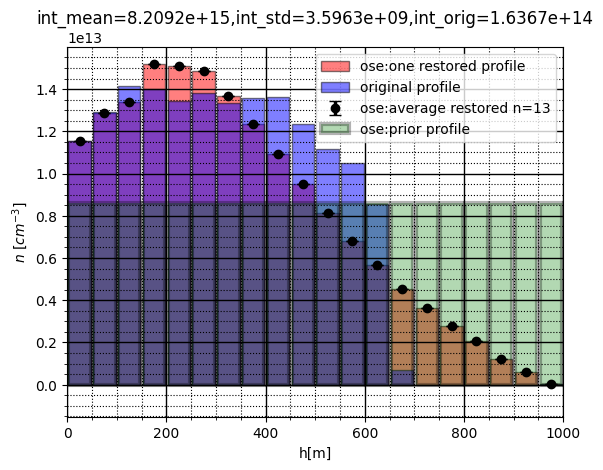 int_mean=8.2092e+15,int_std=3.5963e+09,int_orig=1.6367e+14
1e13
ose:one restored profile
original profile
ose:average restored n=13
ose:prior profile
1.4
1.2
1.0
0.8
0.6
0.4
0.2
0.0
n [cm⁻³]
0 200 400 600 800 1000
h[m]